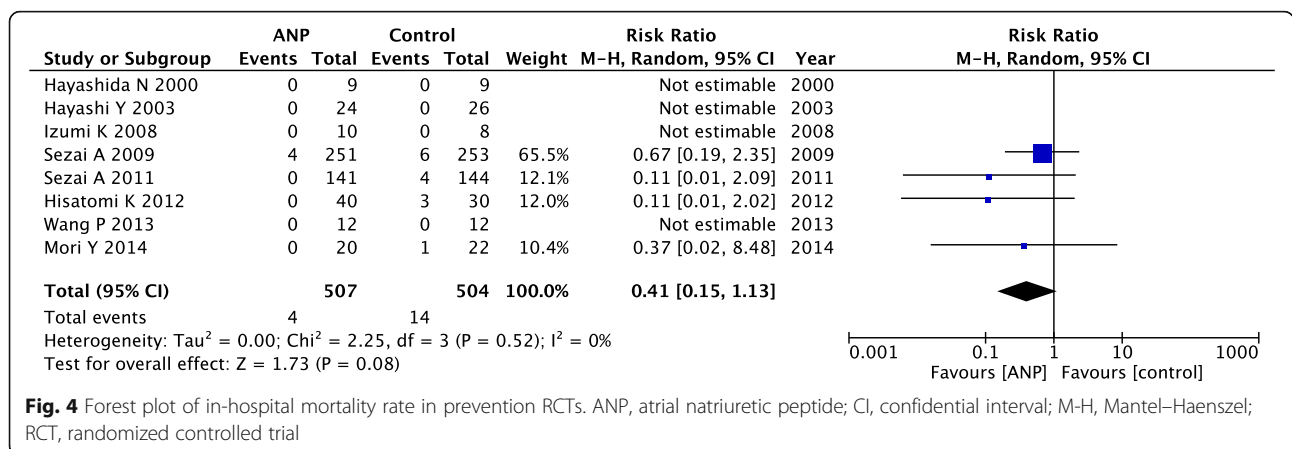 ANP Control Risk Ratio Risk Ratio
Study or Subgroup Events Total Events Total Weight M-H, Random, 95% CI Year M-H, Random, 95% CI
Hayashida N 2000 0 9 0 9 Not estimable 2000
Hayashi Y 2003 0 24 0 26 Not estimable 2003
Izumi K 2008 0 10 0 8 Not estimable 2008
Sezai A 2009 4 251 6 253 65.5% 0.67 [0.19, 2.35] 2009
Sezai A 2011 0 141 4 144 12.1% 0.11 [0.01, 2.09] 2011
Hisatomi K 2012 0 40 3 30 12.0% 0.11 [0.01, 2.02] 2012
Wang P 2013 0 12 0 12 Not estimable 2013
Mori Y 2014 0 20 1 22 10.4% 0.37 [0.02, 8.48] 2014
Total (95% CI) 507 504 100.0% 0.41 [0.15, 1.13]
Total events 4 14
Heterogeneity: Tau² = 0.00; Chi² = 2.25, df = 3 (P = 0.52); I² = 0%
Test for overall effect: Z = 1.73 (P = 0.08)
0.001 0.1 1 10 1000
Favours [ANP] Favours [control]
Fig. 4 Forest plot of in-hospital mortality rate in prevention RCTs. ANP, atrial natriuretic peptide; CI, confidential interval; M-H, Mantel–Haenszel;
RCT, randomized controlled trial